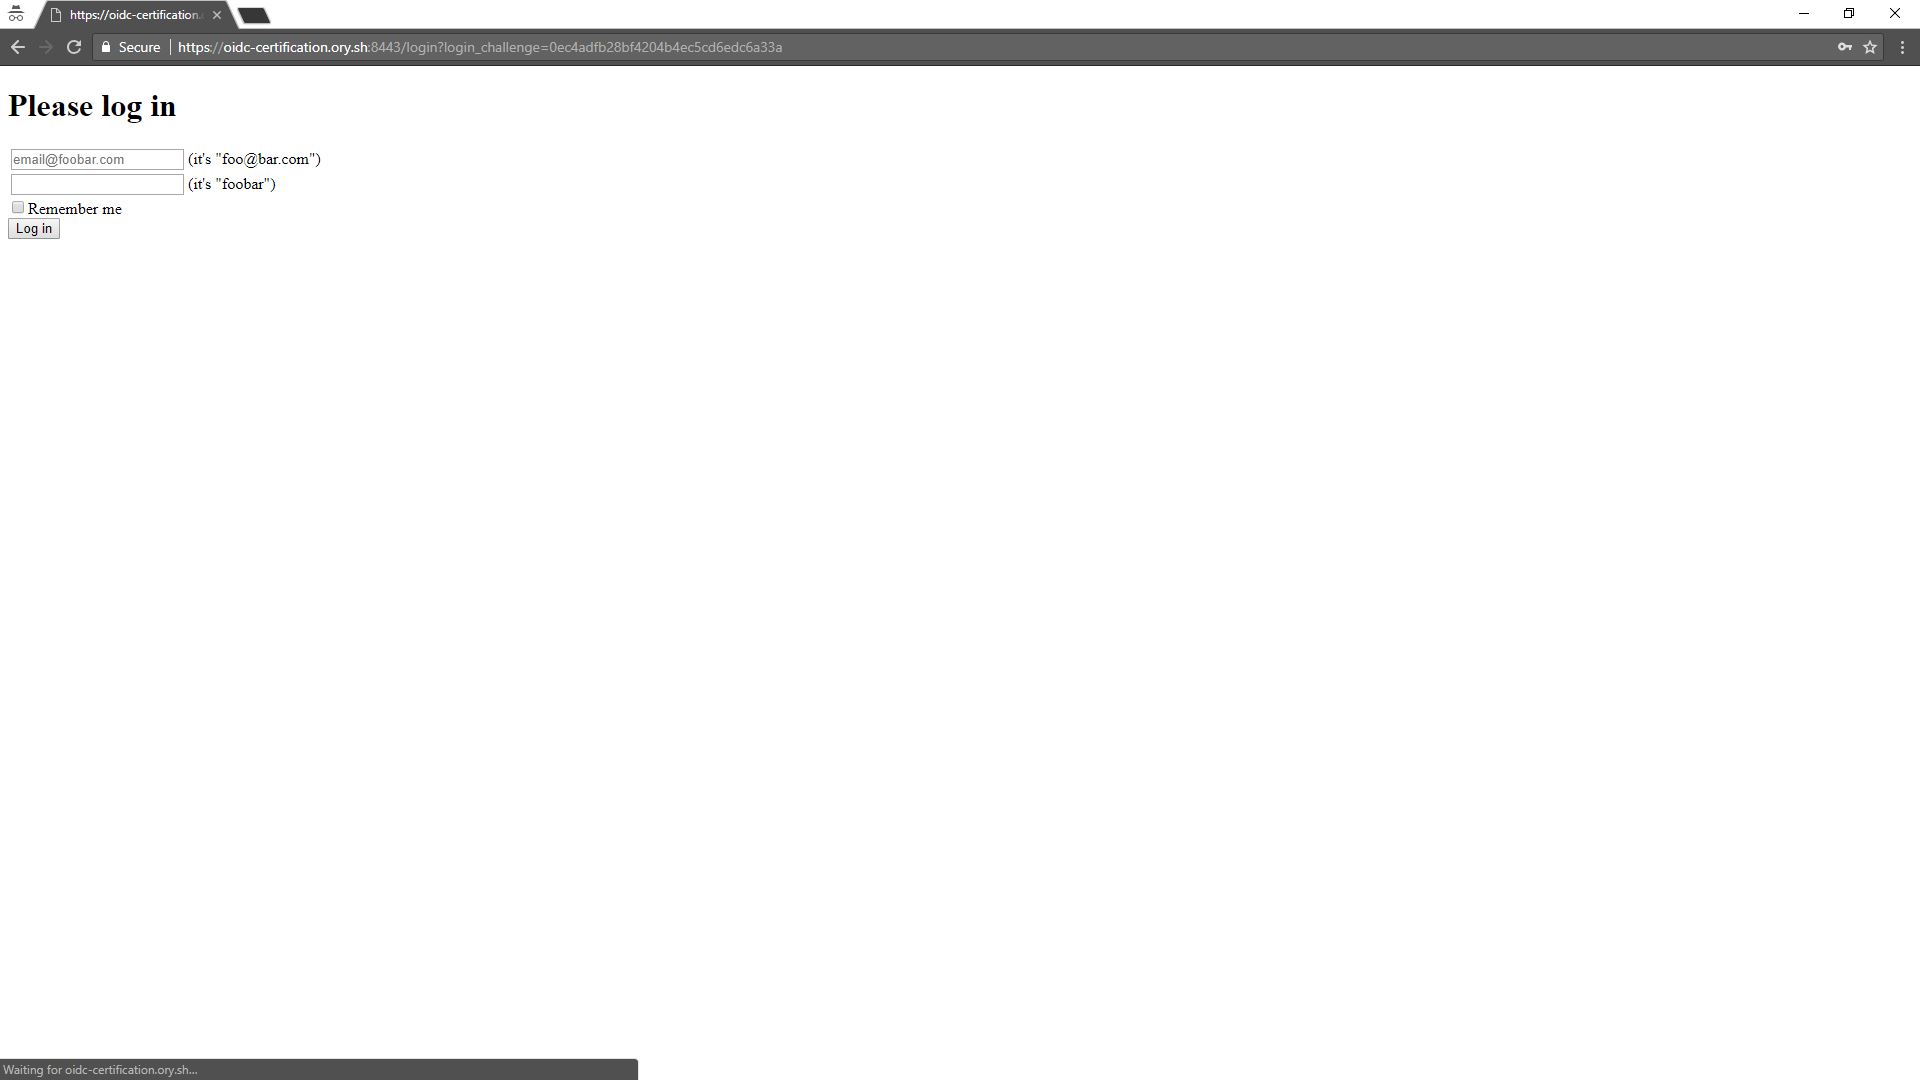 https://oidc-certification.
Secure https://oidc-certification.ory.sh:8443/login?login_challenge=0ec4adfb28bf4204b4ec5cd6edc6a33a
Please log in
email@foobar.com (it's "foo@bar.com")
(it's "foobar")
Remember me
Log in
Waiting for oidc-certification.ory.sh...